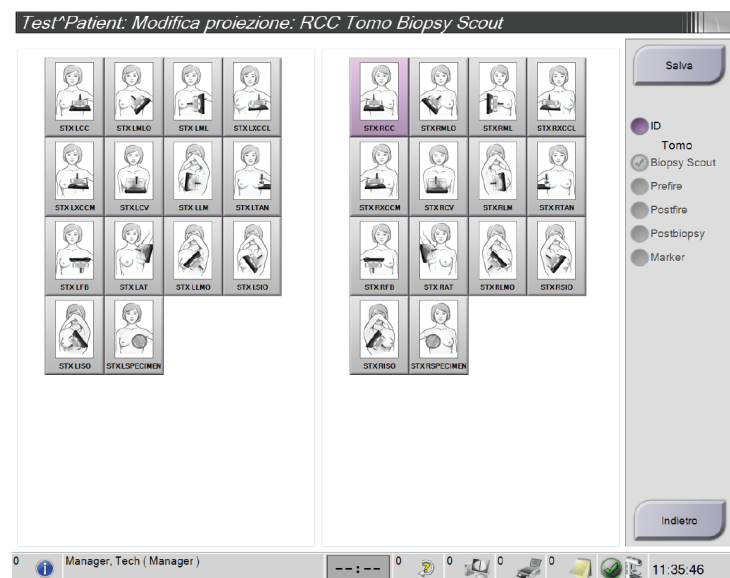 Test^Patient: Modifica proiezione: RCC Tomo Biopsy Scout
STX LCC
STX LMLO
STX LML
STX LXCCL
STX LXCCM
STX LCV
STX LLM
STX LTAN
STX LFB
STX LAT
STX LLMO
STX LSIO
STX LISO
STX LSPECIMEN
STX RCC
STX RMLO
STX RML
STX RXCCL
STX RXCCM
STX RCV
STX RLM
STX RTAN
STX RFB
STX RAT
STX RLMO
STX RSIO
STX RISO
STX RSPECIMEN
Salva
ID
Tomo
Biopsy Scout
Prefire
Postfire
Postbiopsy
Marker
Indietro
0
Manager, Tech ( Manager )
--:--
0
0
0
0
11:35:46